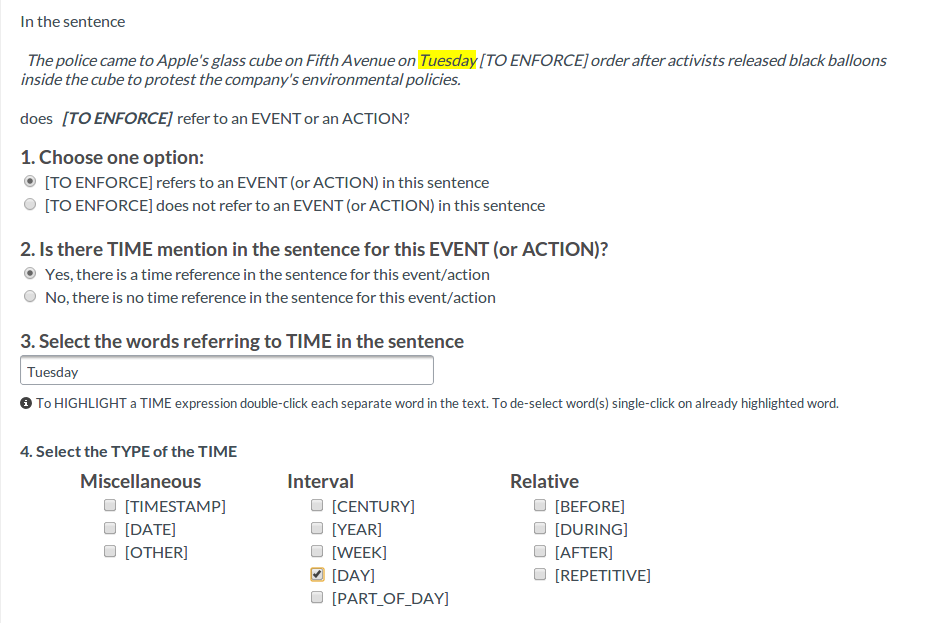 In the sentence
The police came to Apple's glass cube on Fifth Avenue on Tuesday [TO ENFORCE] order after activists released black balloons
inside the cube to protest the company's environmental policies.
does [TO ENFORCE] refer to an EVENT or an ACTION?
1. Choose one option:
[TO ENFORCE] refers to an EVENT (or ACTION) in this sentence
[TO ENFORCE] does not refer to an EVENT (or ACTION) in this sentence
2. Is there TIME mention in the sentence for this EVENT (or ACTION)?
Yes, there is a time reference in the sentence for this event/action
No, there is no time reference in the sentence for this event/action
3. Select the words referring to TIME in the sentence
Tuesday
To HIGHLIGHT a TIME expression double-click each separate word in the text. To de-select word(s) single-click on already highlighted word.
4. Select the TYPE of the TIME
Miscellaneous Interval Relative
[TIMESTAMP] [CENTURY] [BEFORE]
[DATE] [YEAR] [DURING]
[OTHER] [WEEK] [AFTER]
[DAY] [REPETITIVE]
[PART_OF_DAY]